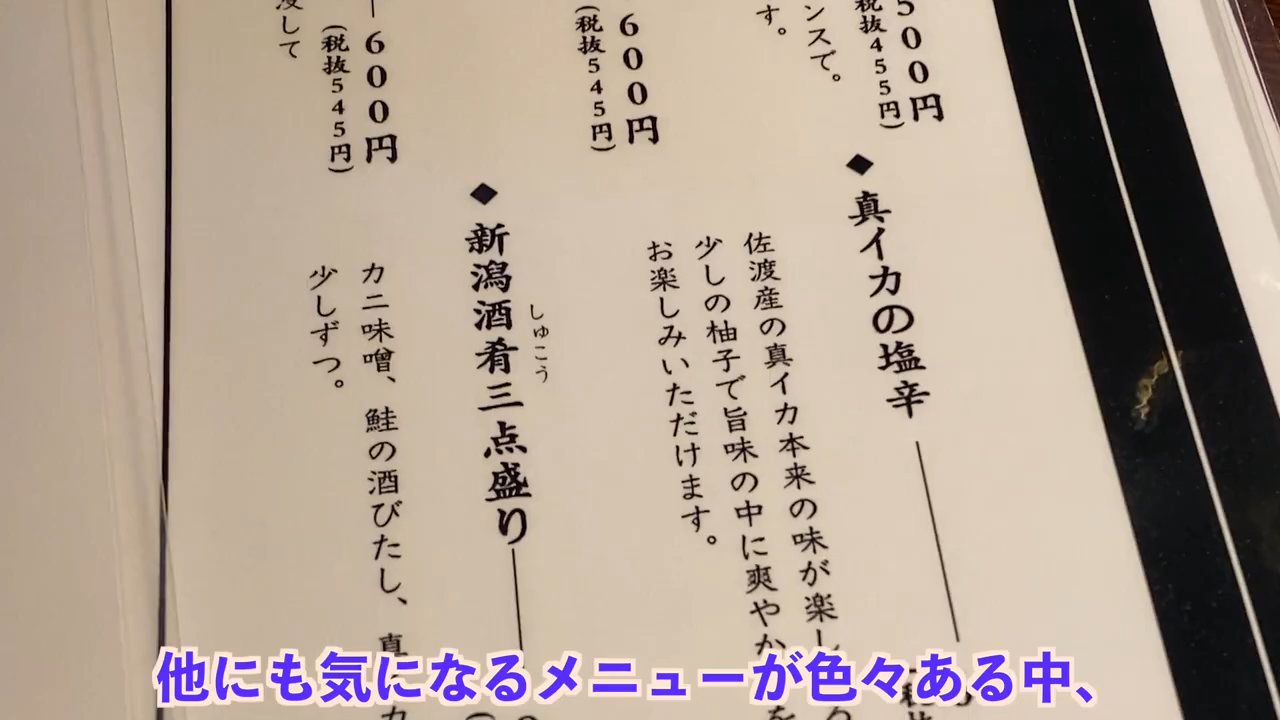 500円
(税抜455円)
ンスで。
す。
600円
(税抜545円)
600円
(税抜545円)
浸して
◆真イカの塩辛
佐渡産の真イカ本来の味が楽し
少しの柚子で旨味の中に爽やか
お楽しみいただけます。
◆新潟酒肴三点盛り
しゅこう
カニ味噌、鮭の酒びたし、真
少しずつ。
他にも気になるメニューが色々ある中、